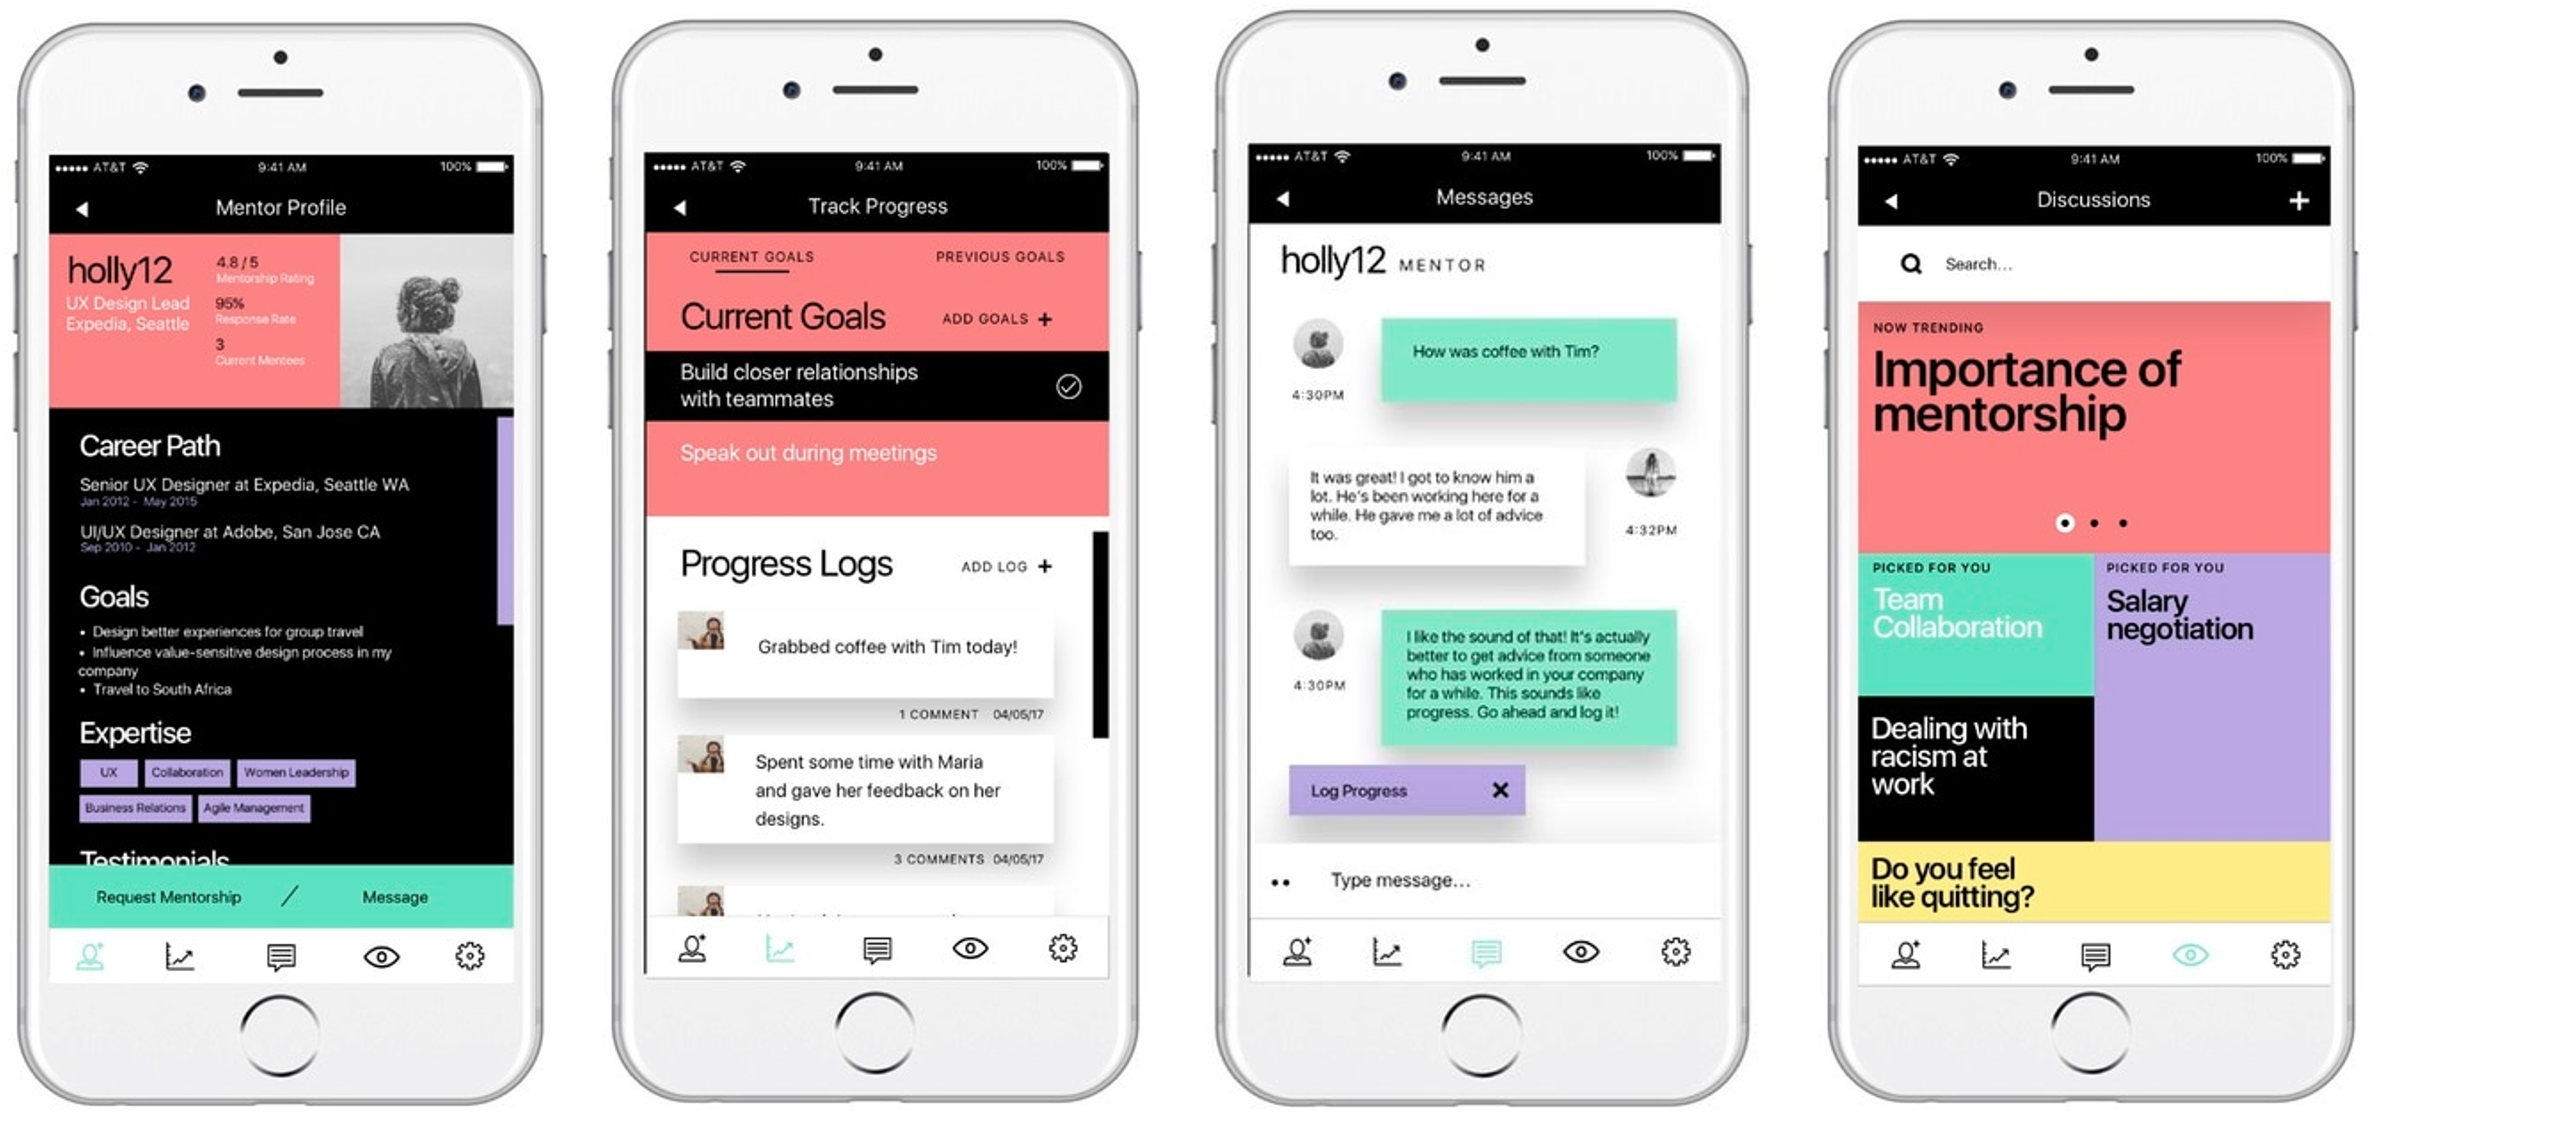 AT&T 9:41 AM 100%
Mentor Profile
holly12
UX Design Lead
Expedia, Seattle
4.8 / 5
Mentorship Rating
95%
Response Rate
3
Current Mentees
Career Path
Senior UX Designer at Expedia, Seattle WA
Jan 2012 - May 2015
UI/UX Designer at Adobe, San Jose CA
Sep 2010 - Jan 2012
Goals
• Design better experiences for group travel
• Influence value-sensitive design process in my
company
• Travel to South Africa
Expertise
UX Collaboration Women Leadership
Business Relations Agile Management
Testimonials
Request Mentorship / Message
AT&T 9:41 AM 100%
Track Progress
CURRENT GOALS PREVIOUS GOALS
Current Goals ADD GOALS +
Build closer relationships
with teammates
Speak out during meetings
Progress Logs ADD LOG +
Grabbed coffee with Tim today!
1 COMMENT 04/05/17
Spent some time with Maria
and gave her feedback on her
designs.
3 COMMENTS 04/05/17
AT&T 9:41 AM 100%
Messages
holly12 MENTOR
How was coffee with Tim?
4:30PM
It was great! I got to know him a
lot. He's been working here for a
while. He gave me a lot of advice
too.
4:32PM
I like the sound of that! It's actually
better to get advice from someone
who has worked in your company
for a while. This sounds like
progress. Go ahead and log it!
4:30PM
Log Progress
Type message...
AT&T 9:41 AM 100%
Discussions +
Search...
NOW TRENDING
Importance of
mentorship
PICKED FOR YOU
Team
Collaboration
PICKED FOR YOU
Salary
negotiation
Dealing with
racism at
work
Do you feel
like quitting?